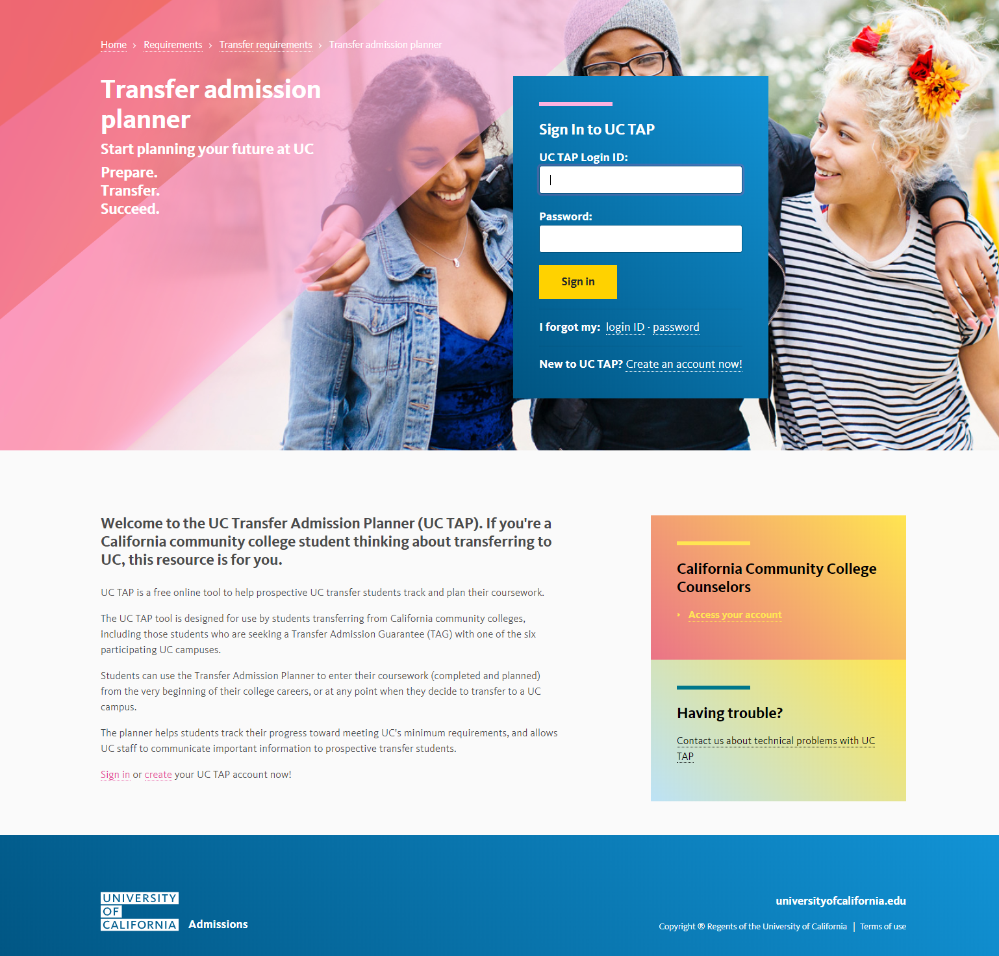 Home › Requirements › Transfer requirements › Transfer admission planner
Transfer admission
planner
Start planning your future at UC
Prepare.
Transfer.
Succeed.
Sign In to UC TAP
UC TAP Login ID:
Password:
Sign in
I forgot my: login ID · password
New to UC TAP? Create an account now!
Welcome to the UC Transfer Admission Planner (UC TAP). If you're a
California community college student thinking about transferring to
UC, this resource is for you.
UC TAP is a free online tool to help prospective UC transfer students track and plan their coursework.
The UC TAP tool is designed for use by students transferring from California community colleges,
including those students who are seeking a Transfer Admission Guarantee (TAG) with one of the six
participating UC campuses.
Students can use the Transfer Admission Planner to enter their coursework (completed and planned)
from the very beginning of their college careers, or at any point when they decide to transfer to a UC
campus.
The planner helps students track their progress toward meeting UC's minimum requirements, and allows
UC staff to communicate important information to prospective transfer students.
Sign in or create your UC TAP account now!
California Community College
Counselors
› Access your account
Having trouble?
Contact us about technical problems with UC
TAP
UNIVERSITY
OF
CALIFORNIA
Admissions
universityofcalifornia.edu
Copyright ® Regents of the University of California | Terms of use